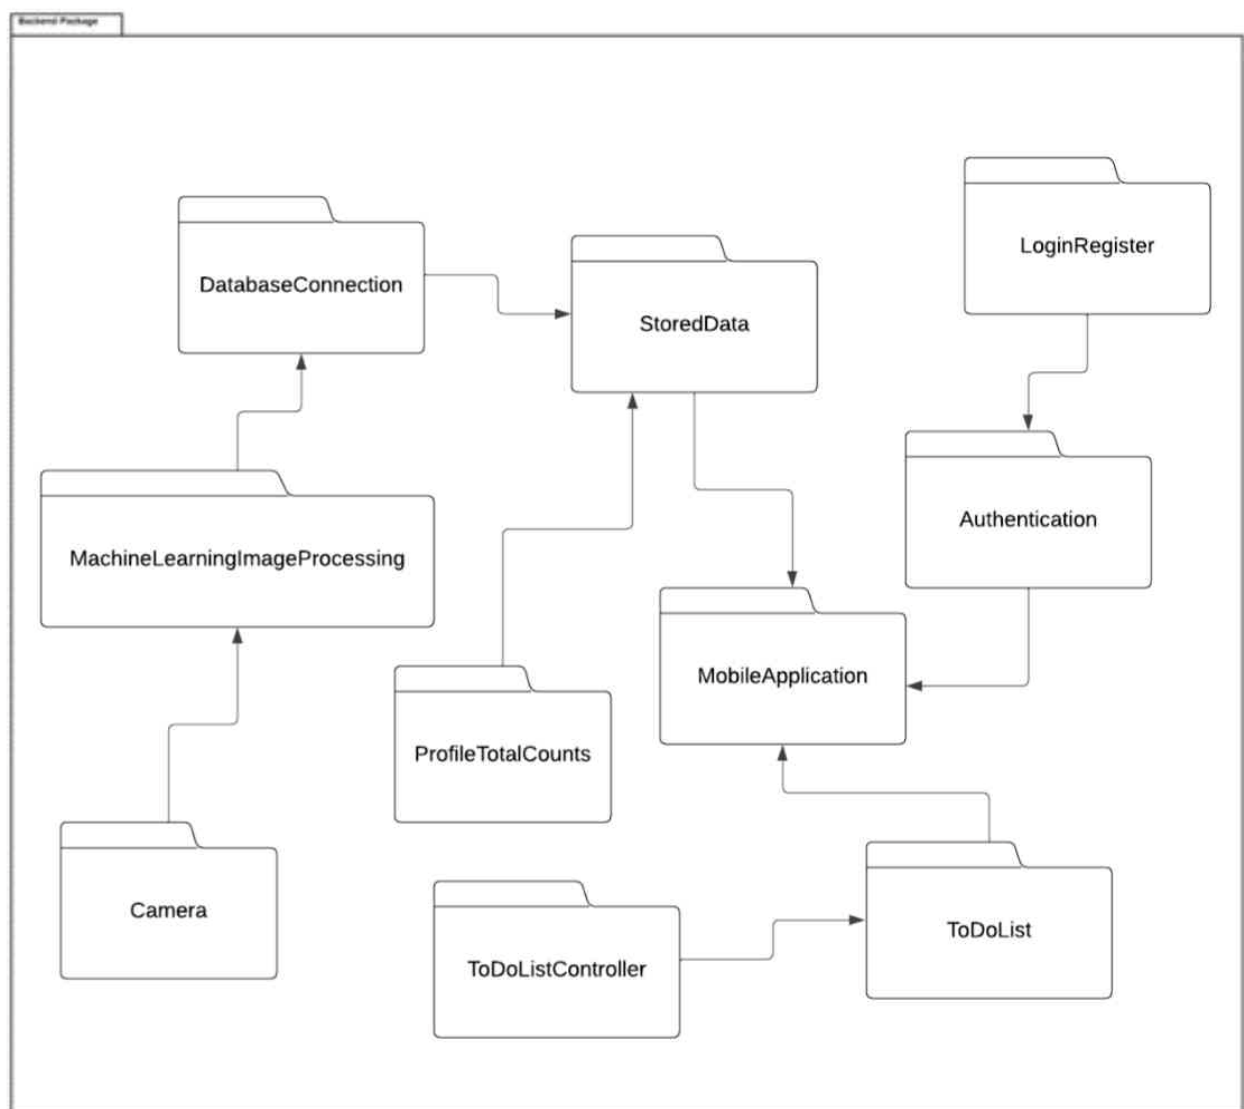 Backend Package
LoginRegister
DatabaseConnection
StoredData
Authentication
MachineLearningImageProcessing
MobileApplication
ProfileTotalCounts
Camera
ToDoList
ToDoListController